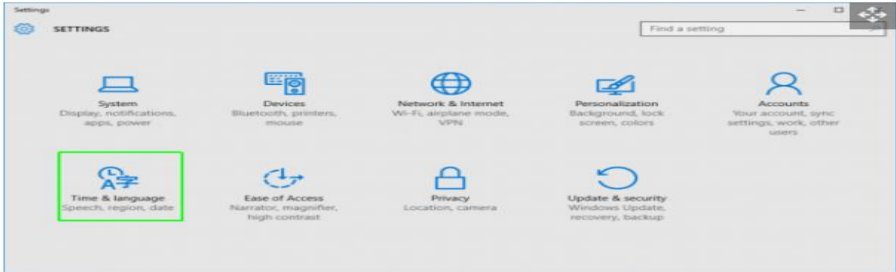 Settings
SETTINGS
Find a setting
System
Display, notifications,
apps, power
Devices
Bluetooth, printers,
mouse
Network & Internet
Wi-Fi, airplane mode,
VPN
Personalization
Background, lock
screen, colors
Accounts
Your account, sync
settings, work, other
users
A字
Time & language
Speech, region, date
Ease of Access
Narrator, magnifier,
high contrast
Privacy
Location, camera
Update & security
Windows Update,
recovery, backup